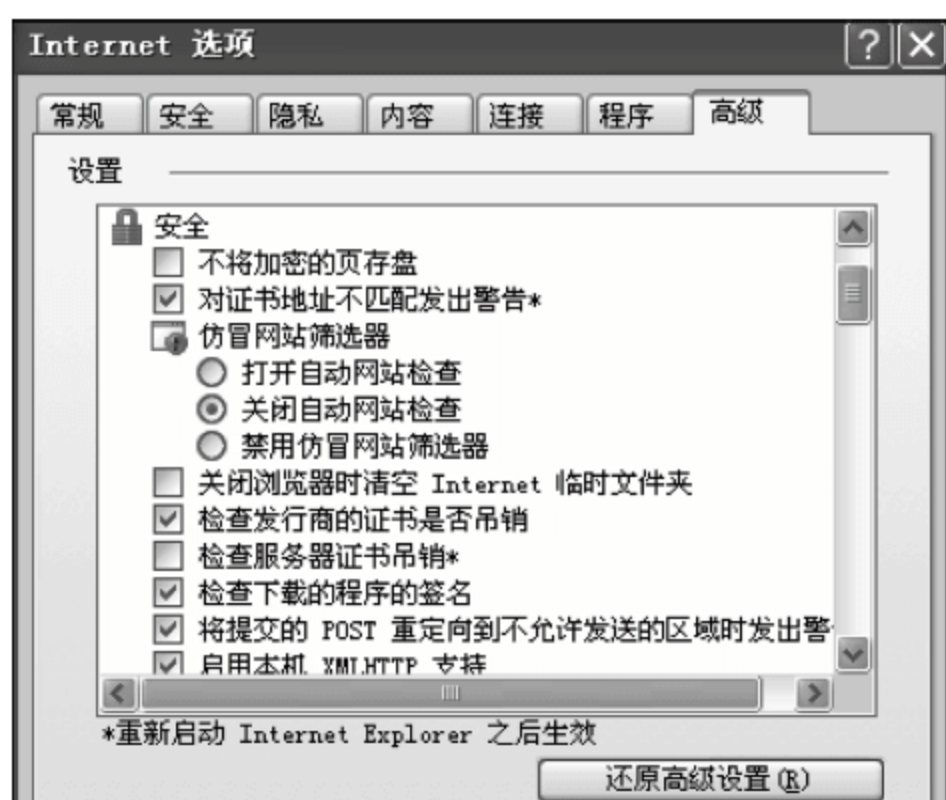 Internet 选项
常规 安全 隐私 内容 连接 程序 高级
设置
安全
不将加密的页存盘
对证书地址不匹配发出警告*
仿冒网站筛选器
打开自动网站检查
关闭自动网站检查
禁用仿冒网站筛选器
关闭浏览器时清空 Internet 临时文件夹
检查发行商的证书是否吊销
检查服务器证书吊销*
检查下载的程序的签名
将提交的 POST 重定向到不允许发送的区域时发出警
启用本机 XMLHTTP 支持
*重新启动 Internet Explorer 之后生效
还原高级设置(R)